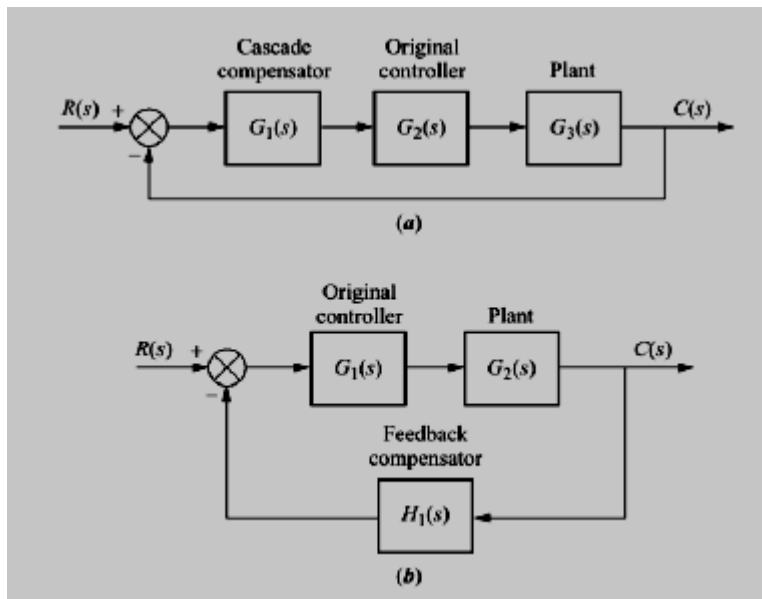 Cascade
compensator
Original
controller
Plant
R(s) +
G₁(s)
G₂(s)
G₃(s)
C(s)
−
(a)
Original
controller
Plant
R(s) +
G₁(s)
G₂(s)
C(s)
−
Feedback
compensator
H₁(s)
(b)